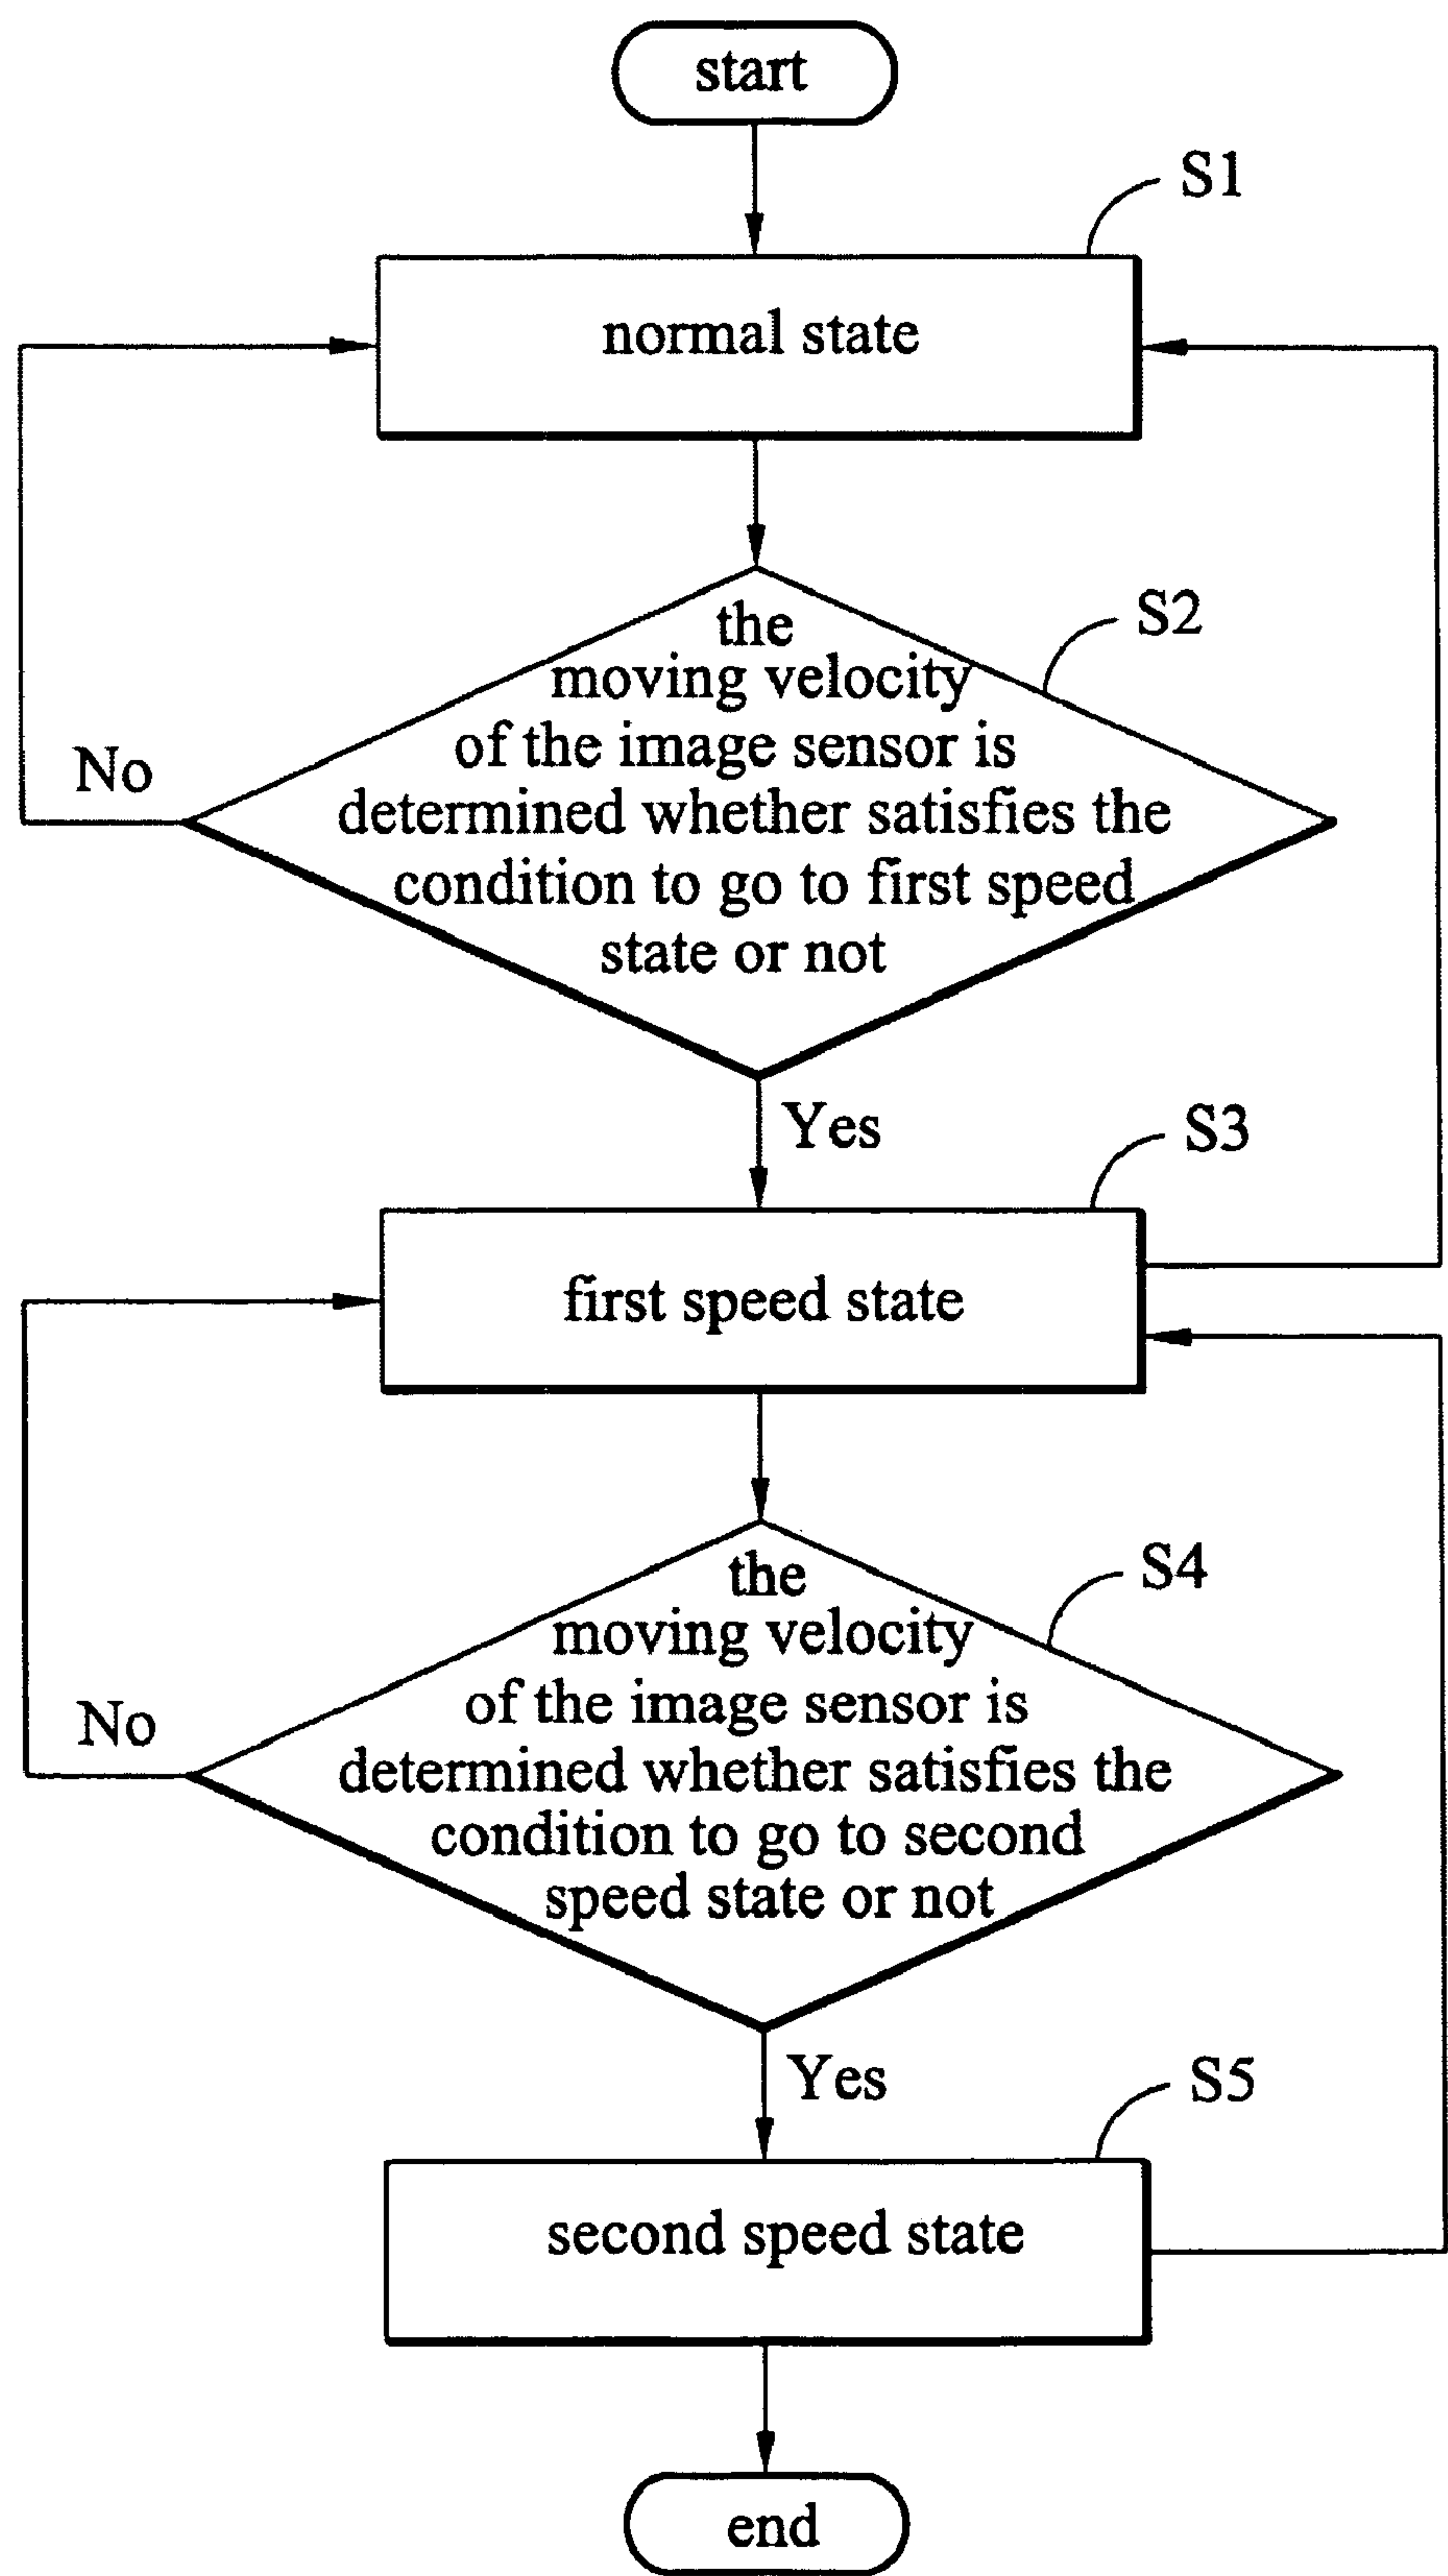 start
S1
normal state
S2
the
moving velocity
of the image sensor is
No
determined whether satisfies the
condition to go to first speed
state or not
Yes
S3
first speed state
S4
the
moving velocity
of the image sensor is
No
determined whether satisfies the
condition to go to second
speed state or not
Yes
S5
second speed state
end